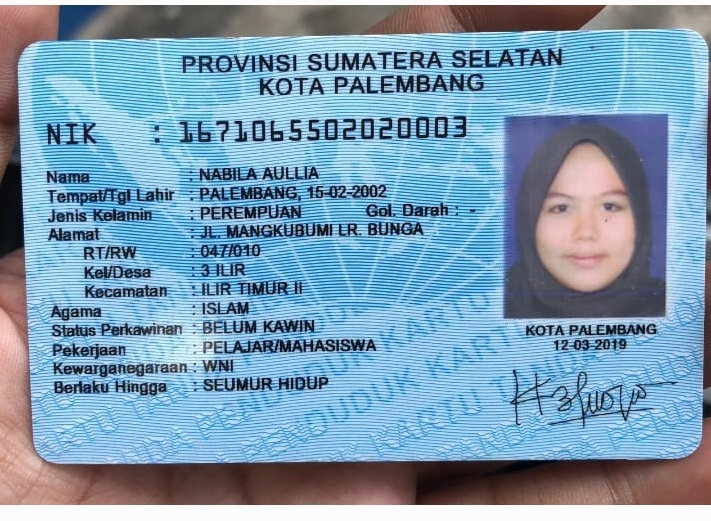 PROVINSI SUMATERA SELATAN
KOTA PALEMBANG
NIK : 1671065502020003
Nama : NABILA AULLIA
Tempat/Tgl Lahir : PALEMBANG, 15-02-2002
Jenis Kelamin : PEREMPUAN Gol. Darah : -
Alamat : JL. MANGKUBUMI LR. BUNGA
RT/RW : 047/010
Kel/Desa : 3 ILIR
Kecamatan : ILIR TIMUR II
Agama : ISLAM
Status Perkawinan : BELUM KAWIN
Pekerjaan : PELAJAR/MAHASISWA
Kewarganegaraan : WNI
Berlaku Hingga : SEUMUR HIDUP
KOTA PALEMBANG
12-03-2019